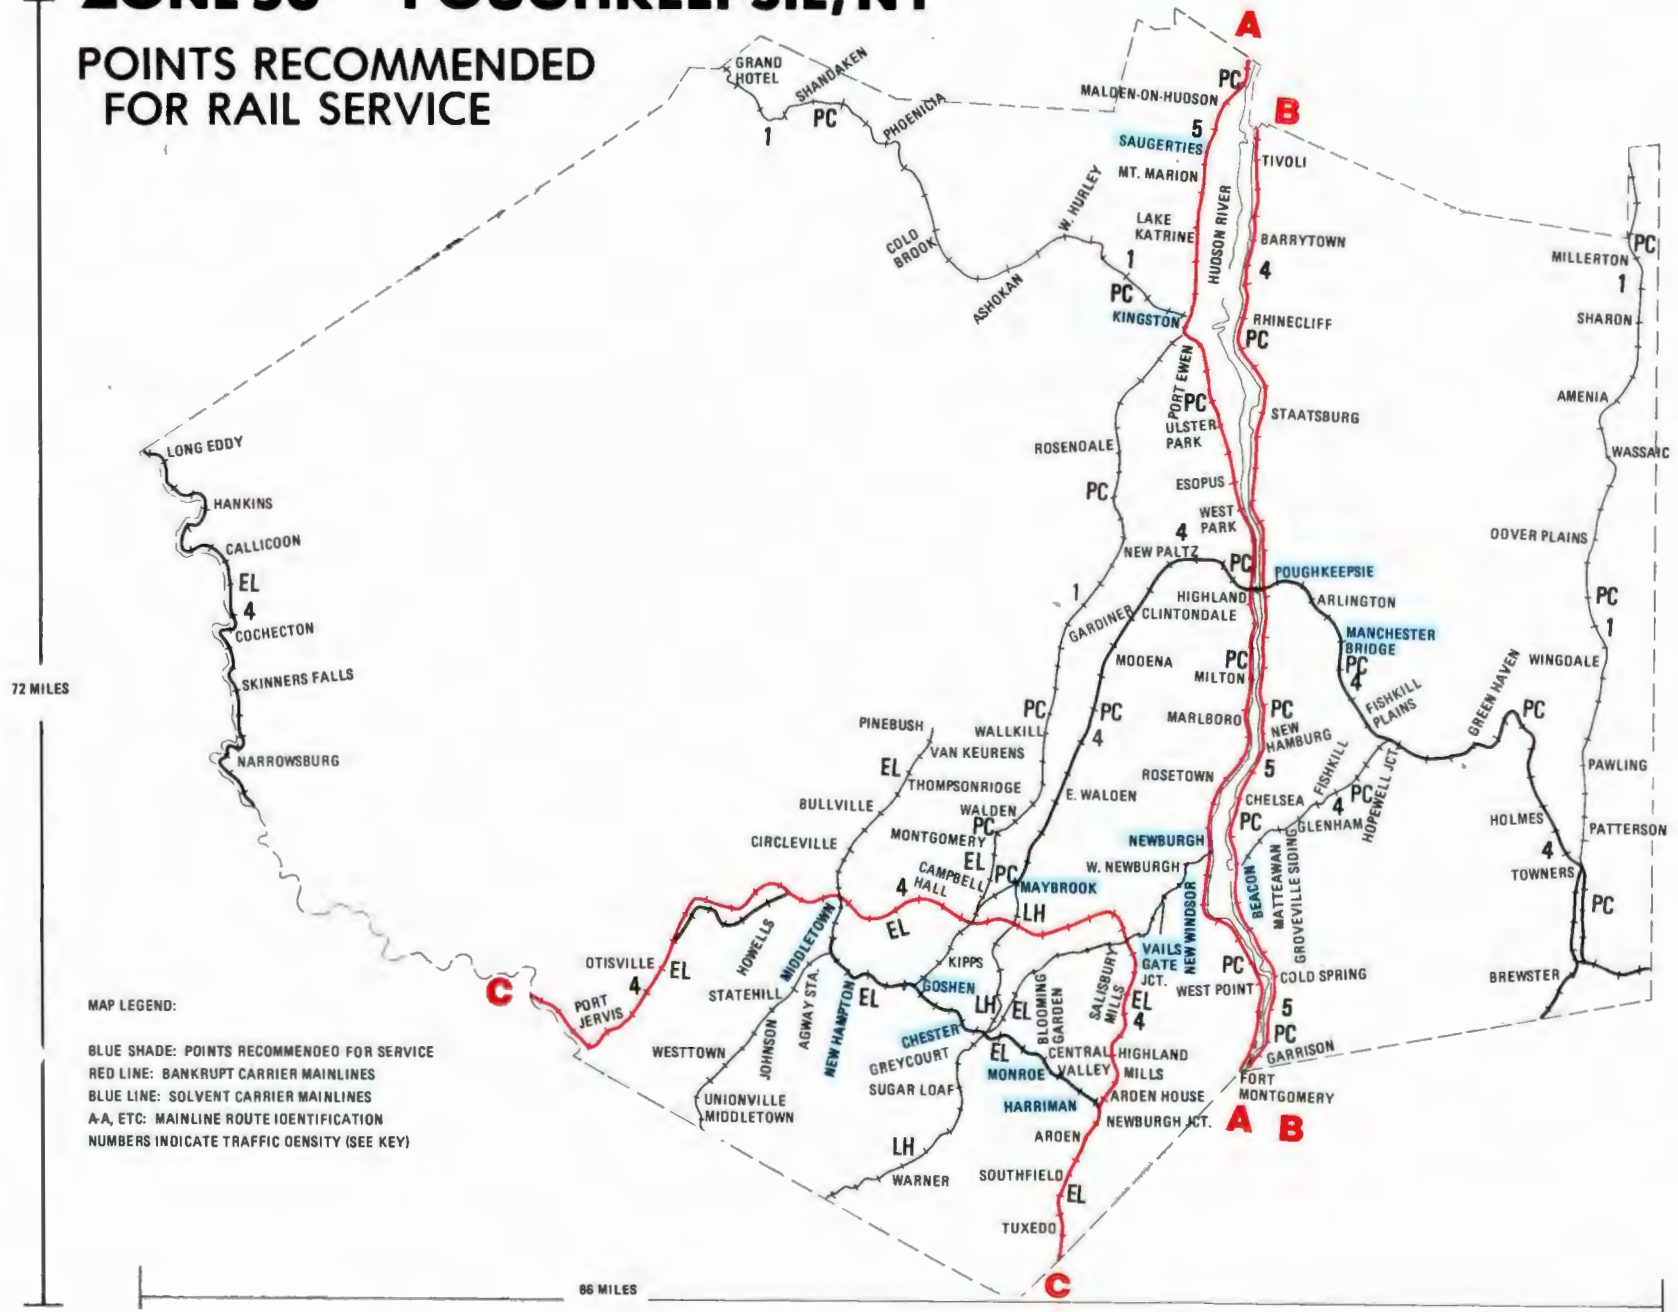 POINTS RECOMMENDED
FOR RAIL SERVICE
A
GRAND
HOTEL
SHANDAKEN
PC
1
PHOENICIA
PC
MALDEN-ON-HUDSON
B
5
SAUGERTIES
TIVOLI
MT. MARION
HUDSON RIVER
W. HURLEY
LAKE
KATRINE
BARRYTOWN
4
COLD
BROOK
ASHOKAN
1
PC
KINGSTON
RHINECLIFF
PC
PC
MILLERTON
1
SHARON
PORT EWEN
PC
ULSTER
PARK
STAATSBURG
AMENIA
WASSAIC
ROSENDALE
PC
ESOPUS
WEST
PARK
4
NEW PALTZ
PC
POUGHKEEPSIE
DOVER PLAINS
LONG EDDY
HANKINS
CALLICOON
EL
4
COCHECTON
SKINNERS FALLS
NARROWSBURG
72 MILES
1
GARDINER
HIGHLAND
CLINTONDALE
ARLINGTON
MANCHESTER
BRIDGE
PC
4
PC
1
WINGDALE
MODENA
PC
MILTON
FISHKILL
PLAINS
GREEN HAVEN
PC
PINEBUSH
PC
WALLKILL
PC
4
MARLBORO
PC
NEW
HAMBURG
VAN KEURENS
EL
THOMPSONRIDGE
ROSETOWN
5
FISHKILL
PC
4
HOPEWELL JCT.
PAWLING
BULLVILLE
WALDEN
E. WALDEN
CHELSEA
GLENHAM
HOLMES
PATTERSON
CIRCLEVILLE
MONTGOMERY
PC
EL
NEWBURGH
PC
MATTEAWAN
GROVEVILLE SIDING
4
TOWNERS
CAMPBELL
HALL
PC
MAYBROOK
W. NEWBURGH
NEW WINDSOR
BEACON
PC
4
EL
LH
HOWELLS
MIDDLETOWN
OTISVILLE
4
EL
C
PORT
JERVIS
KIPPS
GOSHEN
STATEHILL
AGWAY STA.
NEW HAMPTON
EL
LH
EL
BLOOMING
GARDEN
SALISBURY
MILLS
VAILS
GATE
JCT.
PC
WEST POINT
COLD SPRING
5
PC
GARRISON
BREWSTER
EL
4
CHESTER
GREYCOURT
EL
MONROE
CENTRAL
VALLEY
HIGHLAND
MILLS
WESTTOWN
JOHNSON
SUGAR LOAF
HARRIMAN
ARDEN HOUSE
NEWBURGH JCT.
FORT
MONTGOMERY
A
B
UNIONVILLE
MIDDLETOWN
LH
WARNER
ARDEN
SOUTHFIELD
EL
TUXEDO
C
MAP LEGEND:
BLUE SHADE: POINTS RECOMMENDED FOR SERVICE
RED LINE: BANKRUPT CARRIER MAINLINES
BLUE LINE: SOLVENT CARRIER MAINLINES
A-A, ETC: MAINLINE ROUTE IDENTIFICATION
NUMBERS INDICATE TRAFFIC DENSITY (SEE KEY)
86 MILES